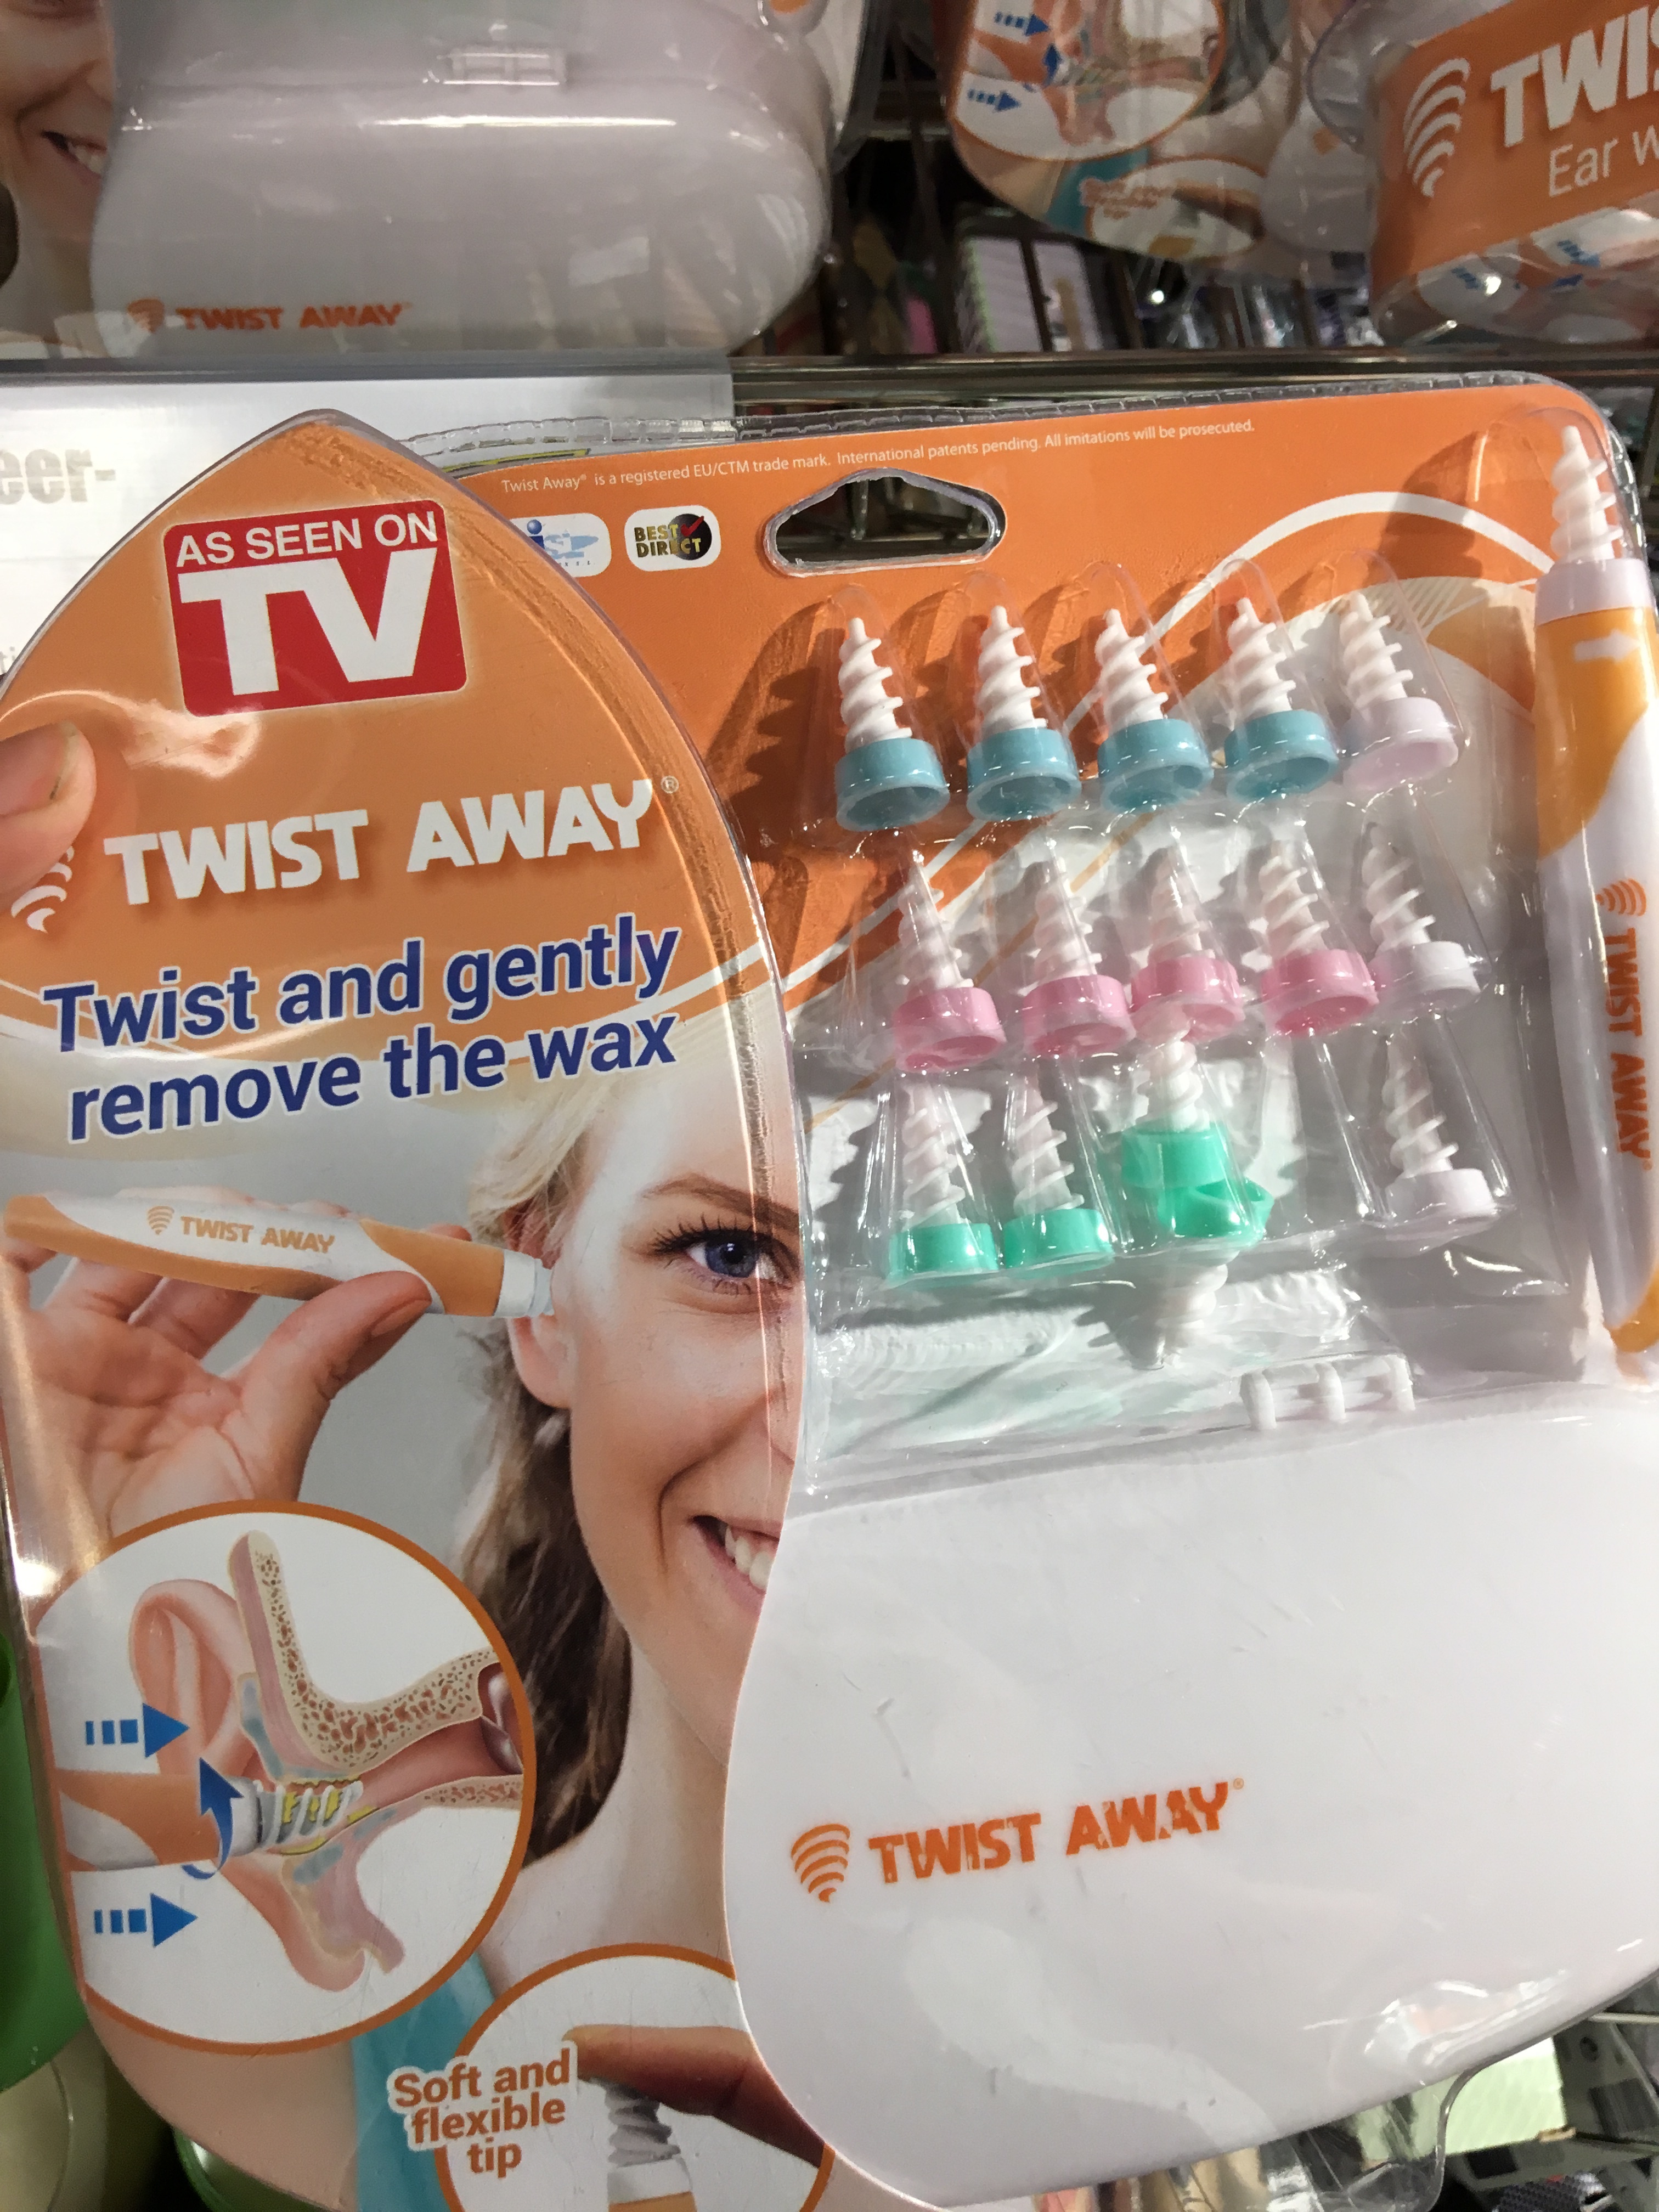 TWIST AWAY
TWIS
Ear w
eer-
Twist Away® is a registered EU/CTM trade mark. International patents pending. All imitations will be prosecuted.
BEST
DIRECT
AS SEEN ON
TV
TWIST AWAY®
Twist and gently
remove the wax
TWIST AWAY
TWIST AWAY
Soft and
flexible
tip
TWIST AWAY®